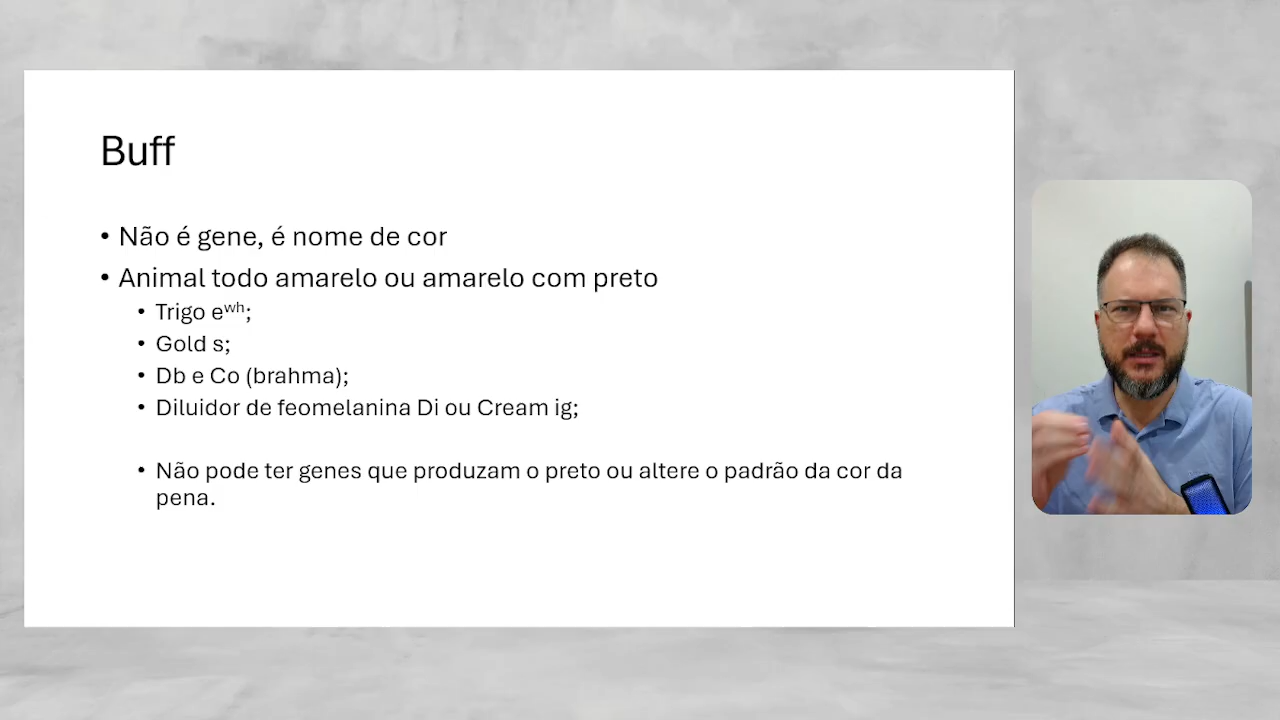 Buff
• Não é gene, é nome de cor
• Animal todo amarelo ou amarelo com preto
• Trigo eʷʰ;
• Gold s;
• Db e Co (brahma);
• Diluidor de feomelanina Di ou Cream ig;
• Não pode ter genes que produzam o preto ou altere o padrão da cor da
pena.